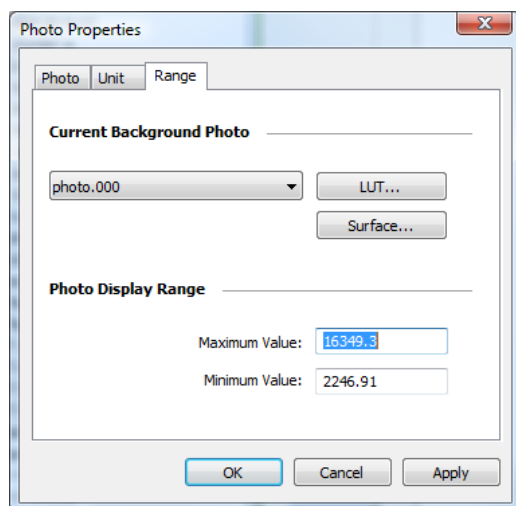 Photo Properties
Photo Unit Range
Current Background Photo
photo.000 LUT...
Surface...
Photo Display Range
Maximum Value: 16349.3
Minimum Value: 2246.91
OK Cancel Apply